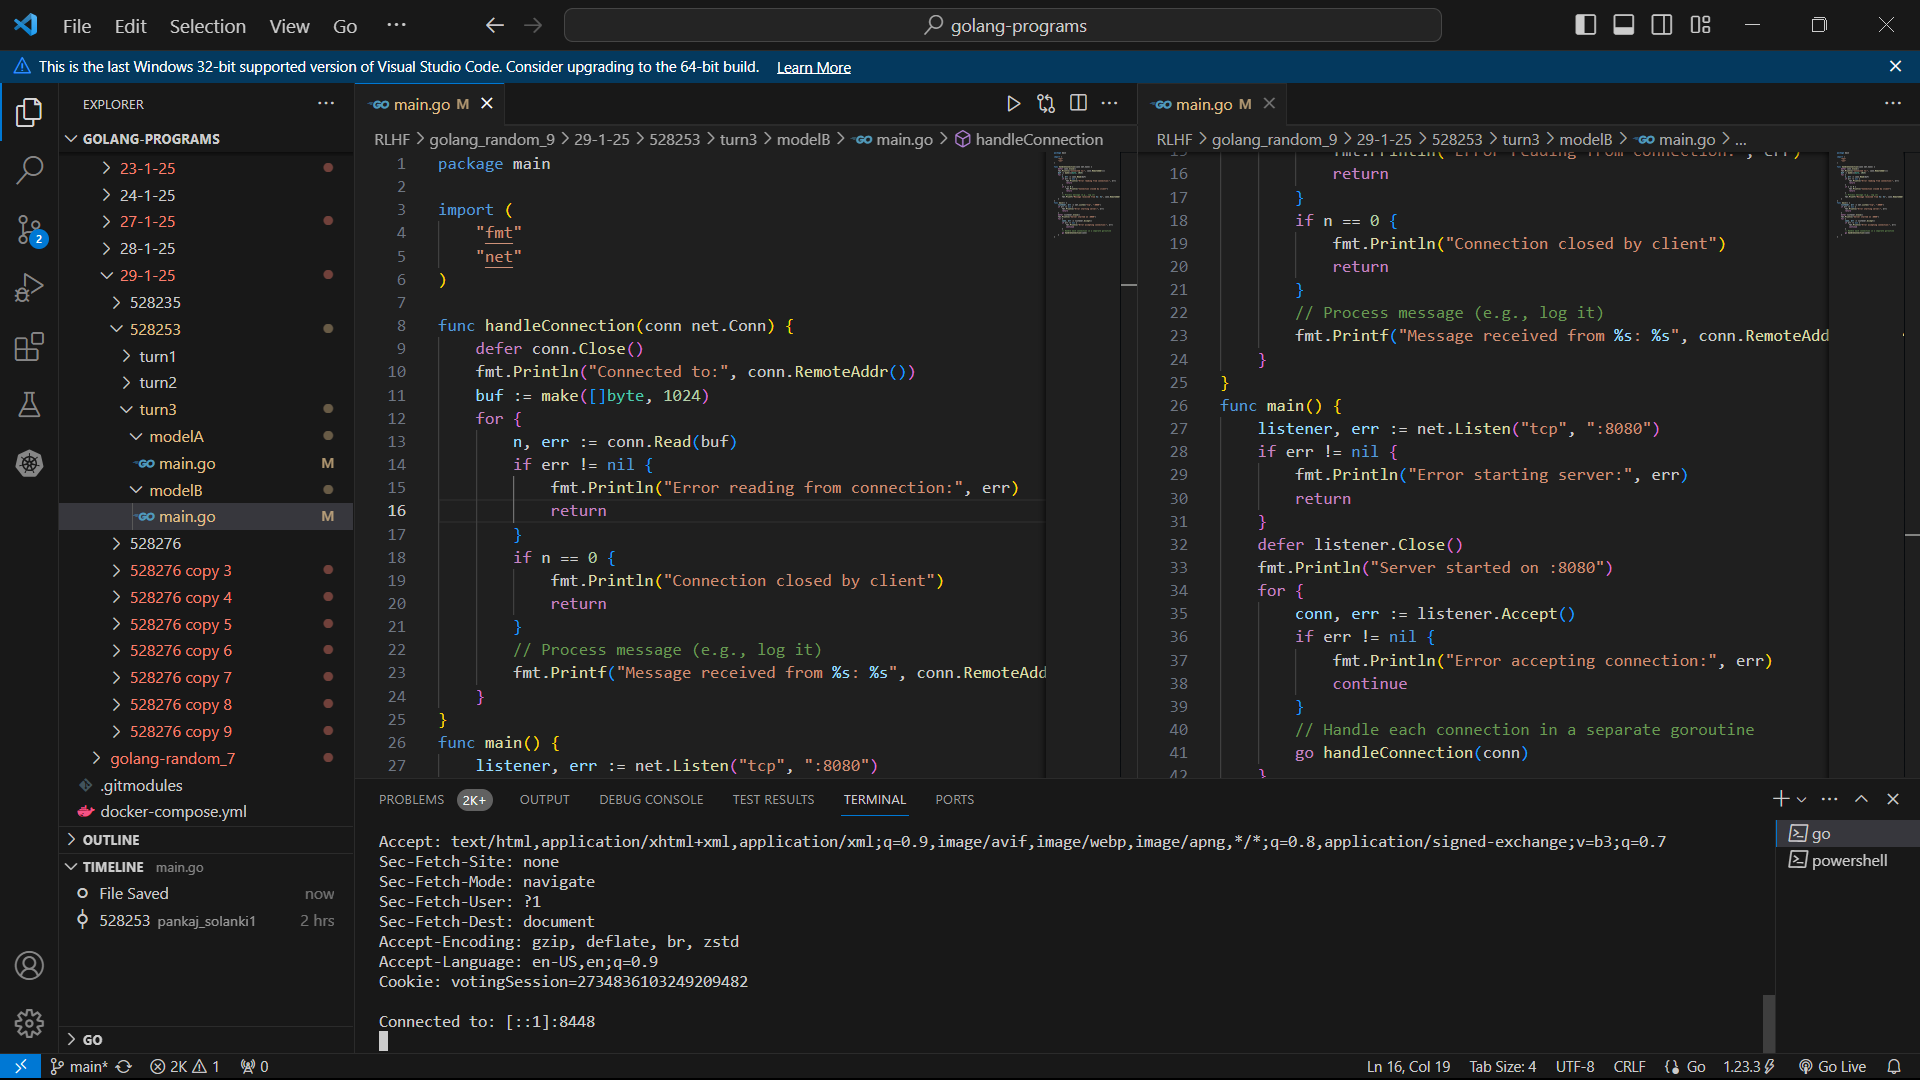 File Edit Selection View Go ··· golang-programs
This is the last Windows 32-bit supported version of Visual Studio Code. Consider upgrading to the 64-bit build. Learn More
EXPLORER
GOLANG-PROGRAMS
23-1-25
24-1-25
27-1-25
28-1-25
29-1-25
528235
528253
turn1
turn2
turn3
modelA
main.go M
modelB
main.go M
528276
528276 copy 3
528276 copy 4
528276 copy 5
528276 copy 6
528276 copy 7
528276 copy 8
528276 copy 9
golang-random_7
.gitmodules
docker-compose.yml
OUTLINE
TIMELINE main.go
File Saved now
528253 pankaj_solanki1 2 hrs
GO
2
main.go M
RLHF > golang_random_9 > 29-1-25 > 528253 > turn3 > modelB > main.go > handleConnection
1 package main
2
3 import (
4 "fmt"
5 "net"
6 )
7
8 func handleConnection(conn net.Conn) {
9 defer conn.Close()
10 fmt.Println("Connected to:", conn.RemoteAddr())
11 buf := make([]byte, 1024)
12 for {
13 n, err := conn.Read(buf)
14 if err != nil {
15 fmt.Println("Error reading from connection:", err)
16 return
17 }
18 if n == 0 {
19 fmt.Println("Connection closed by client")
20 return
21 }
22 // Process message (e.g., log it)
23 fmt.Printf("Message received from %s: %s", conn.RemoteAdd
24 }
25 }
26 func main() {
27 listener, err := net.Listen("tcp", ":8080")
main.go M
RLHF > golang_random_9 > 29-1-25 > 528253 > turn3 > modelB > main.go > ...
15 fmt.Println("Error reading from connection:", err)
16 return
17 }
18 if n == 0 {
19 fmt.Println("Connection closed by client")
20 return
21 }
22 // Process message (e.g., log it)
23 fmt.Printf("Message received from %s: %s", conn.RemoteAdd
24 }
25 }
26 func main() {
27 listener, err := net.Listen("tcp", ":8080")
28 if err != nil {
29 fmt.Println("Error starting server:", err)
30 return
31 }
32 defer listener.Close()
33 fmt.Println("Server started on :8080")
34 for {
35 conn, err := listener.Accept()
36 if err != nil {
37 fmt.Println("Error accepting connection:", err)
38 continue
39 }
40 // Handle each connection in a separate goroutine
41 go handleConnection(conn)
42 }
PROBLEMS 2K+ OUTPUT DEBUG CONSOLE TEST RESULTS TERMINAL PORTS
Accept: text/html,application/xhtml+xml,application/xml;q=0.9,image/avif,image/webp,image/apng,*/*;q=0.8,application/signed-exchange;v=b3;q=0.7
Sec-Fetch-Site: none
Sec-Fetch-Mode: navigate
Sec-Fetch-User: ?1
Sec-Fetch-Dest: document
Accept-Encoding: gzip, deflate, br, zstd
Accept-Language: en-US,en;q=0.9
Cookie: votingSession=2734836103249209482
Connected to: [::1]:8448
go
powershell
main* 2K 1 0 Ln 16, Col 19 Tab Size: 4 UTF-8 CRLF Go 1.23.3 Go Live